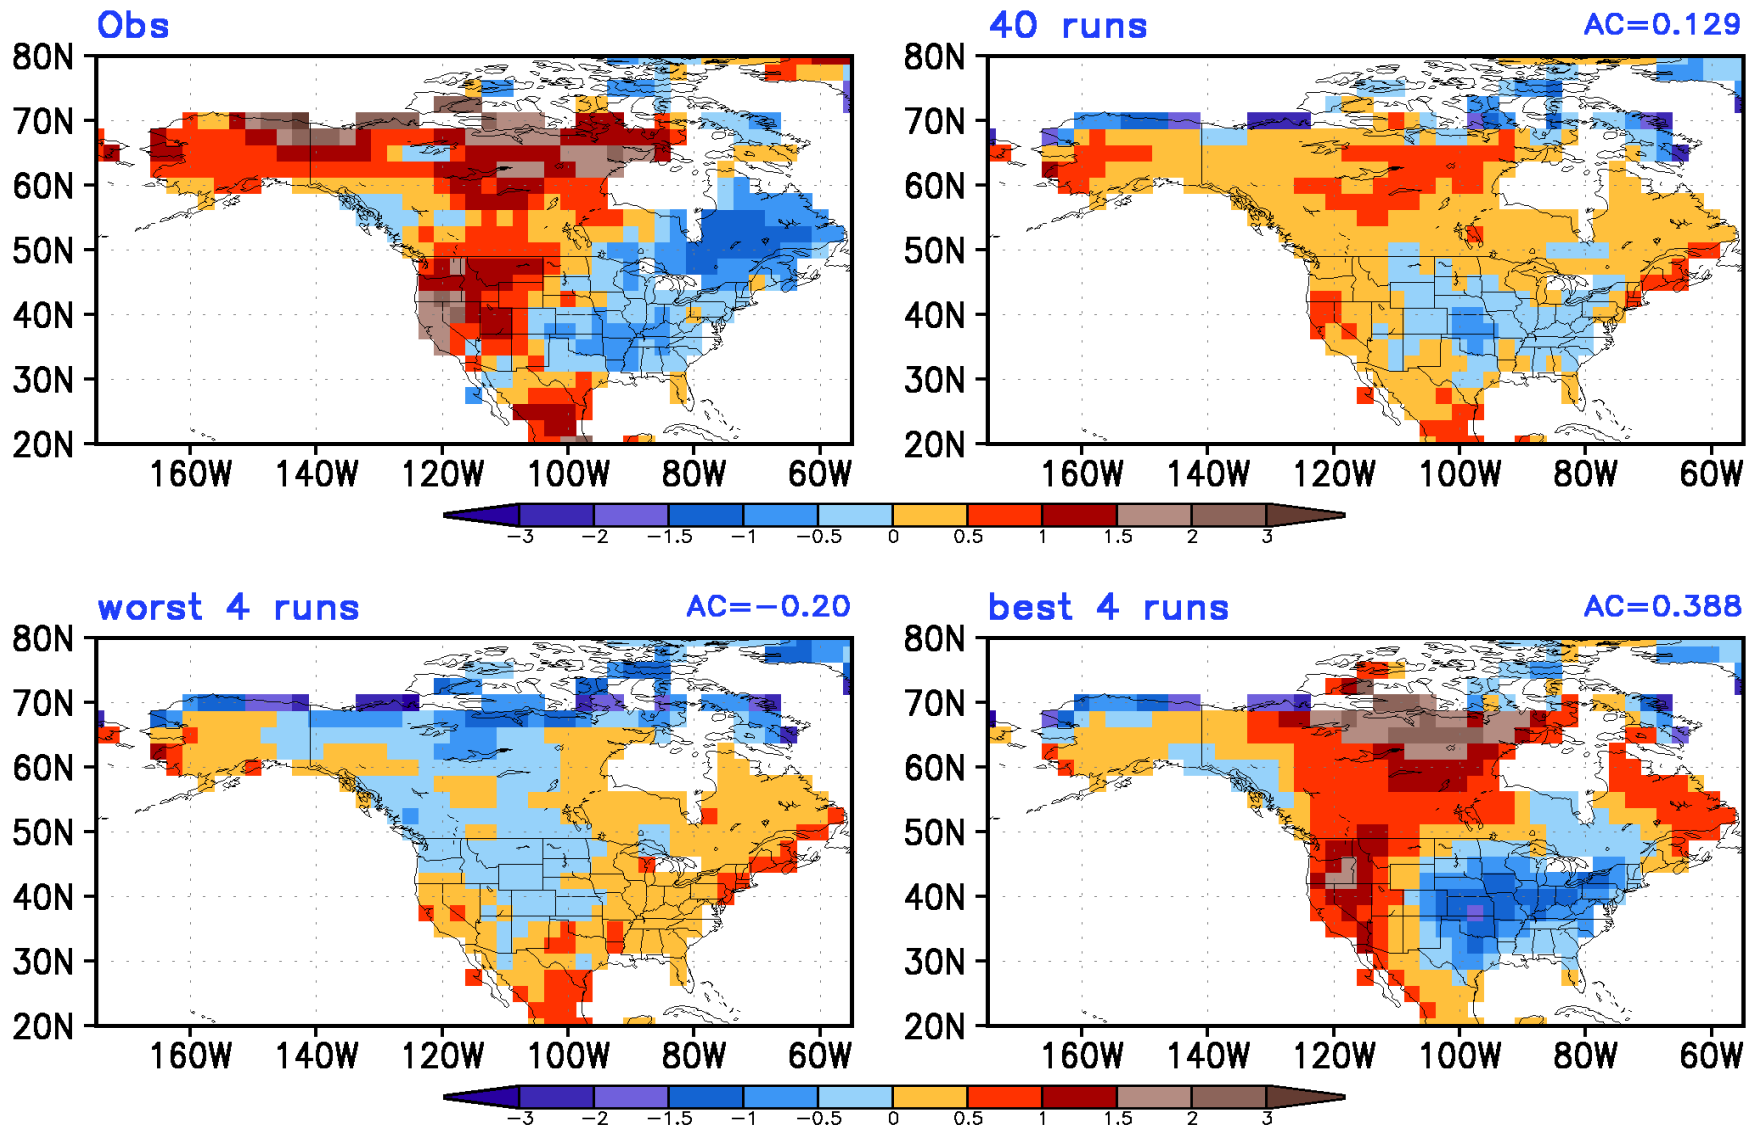 Obs
80N
70N
60N
50N
40N
30N
20N
160W 140W 120W 100W 80W 60W
40 runs AC=0.129
80N
70N
60N
50N
40N
30N
20N
160W 140W 120W 100W 80W 60W
-3 -2 -1.5 -1 -0.5 0 0.5 1 1.5 2 3
worst 4 runs AC=-0.20
80N
70N
60N
50N
40N
30N
20N
160W 140W 120W 100W 80W 60W
best 4 runs AC=0.388
80N
70N
60N
50N
40N
30N
20N
160W 140W 120W 100W 80W 60W
-3 -2 -1.5 -1 -0.5 0 0.5 1 1.5 2 3